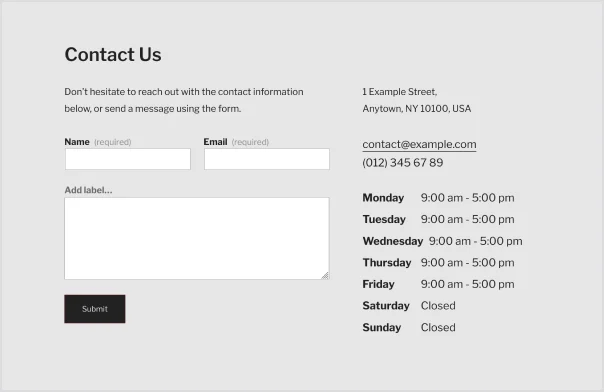 Contact Us
Don't hesitate to reach out with the contact information
below, or send a message using the form.
Name (required)
Email (required)
Add label...
Submit
1 Example Street,
Anytown, NY 10100, USA
contact@example.com
(012) 345 67 89
Monday 9:00 am - 5:00 pm
Tuesday 9:00 am - 5:00 pm
Wednesday 9:00 am - 5:00 pm
Thursday 9:00 am - 5:00 pm
Friday 9:00 am - 5:00 pm
Saturday Closed
Sunday Closed